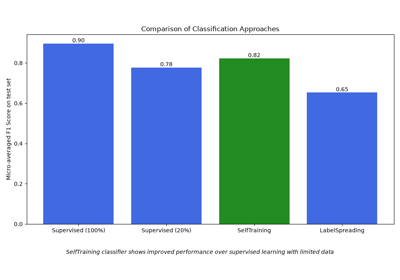 Comparison of Classification Approaches
Micro-averaged F1 Score on test set
0.8
0.6
0.4
0.2
0.0
0.90
0.78
0.82
0.65
Supervised (100%)
Supervised (20%)
SelfTraining
LabelSpreading
SelfTraining classifier shows improved performance over supervised learning with limited data